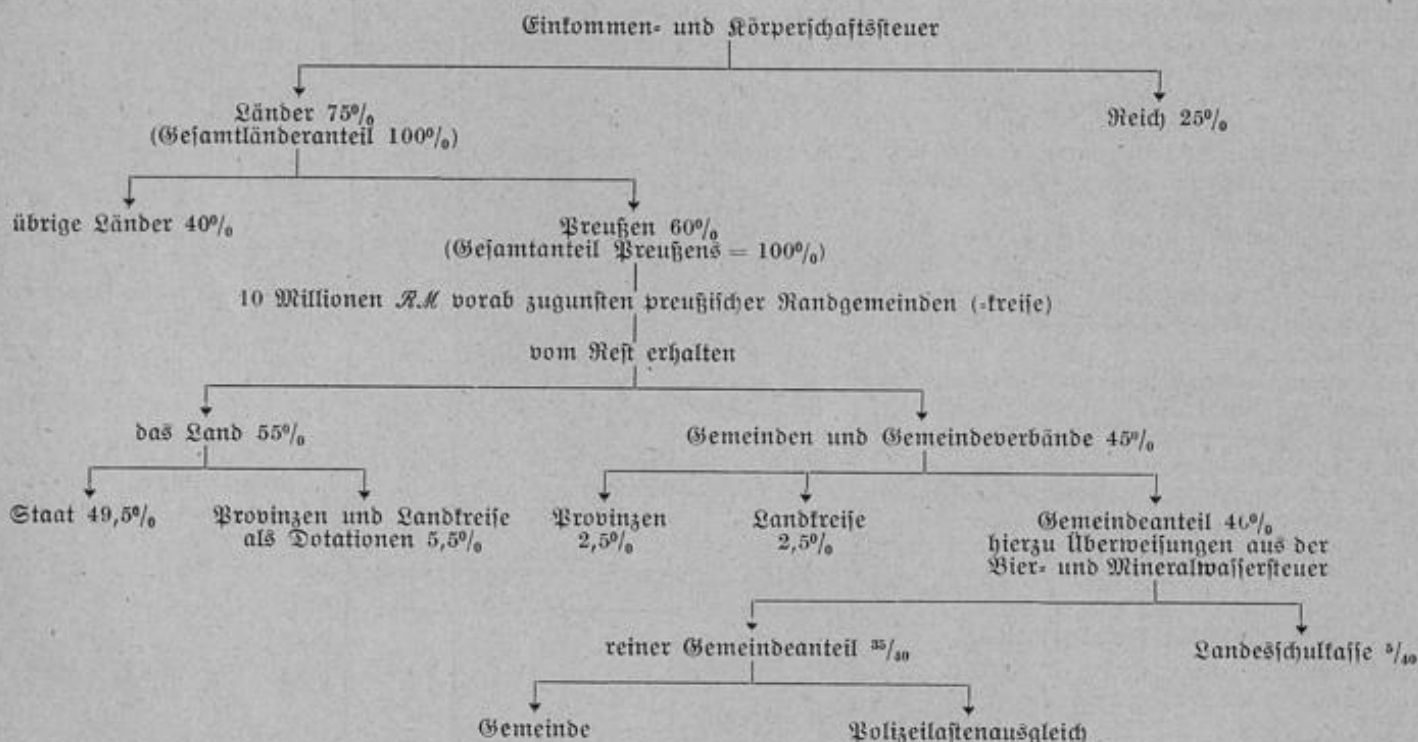 Einkommen- und Körperschaftssteuer
Länder 75%
(Gesamtländeranteil 100%)
Reich 25%
übrige Länder 40%
Preußen 60%
(Gesamtanteil Preußens = 100%)
10 Millionen RM vorab zugunsten preußischer Randgemeinden (-kreise)
vom Rest erhalten
das Land 55%
Gemeinden und Gemeindeverbände 45%
Staat 49,5%
Provinzen und Landkreise
als Dotationen 5,5%
Provinzen
2,5%
Landkreise
2,5%
Gemeindeanteil 40%
hierzu Überweisungen aus der
Bier- und Mineralwassersteuer
reiner Gemeindeanteil 35/40
Landesschulkasse 5/40
Gemeinde
Polizeilastenausgleich